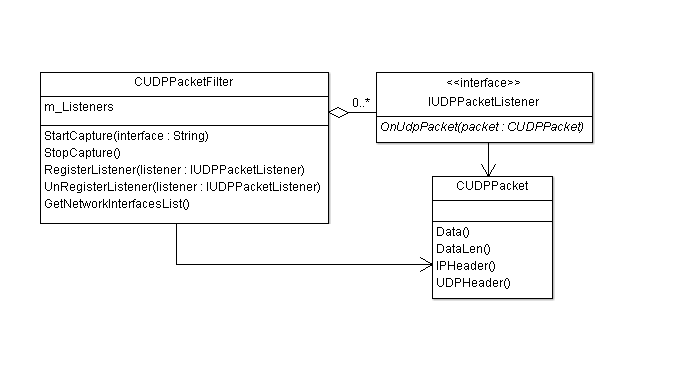 CUDPPacketFilter
m_Listeners
StartCapture(interface : String)
StopCapture()
RegisterListener(listener : IUDPPacketListener)
UnRegisterListener(listener : IUDPPacketListener)
GetNetworkInterfacesList()
0..*
<<interface>>
IUDPPacketListener
OnUdpPacket(packet : CUDPPacket)
CUDPPacket
Data()
DataLen()
IPHeader()
UDPHeader()